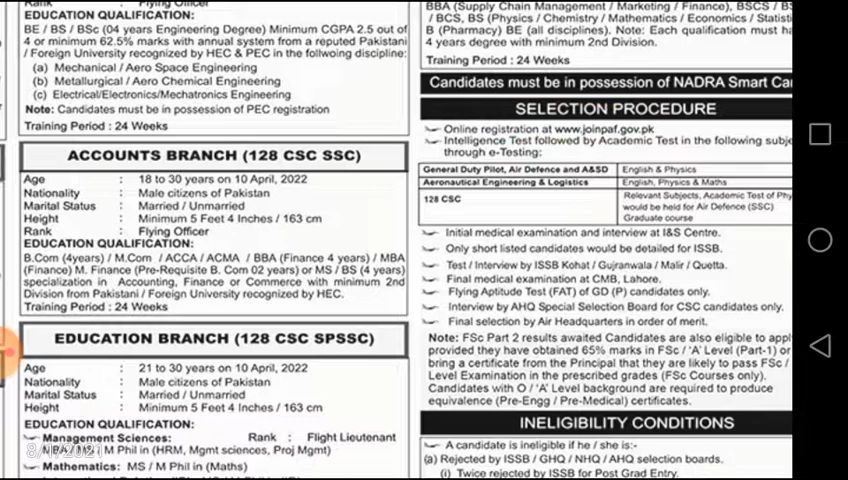 Rank : Flying Officer
EDUCATION QUALIFICATION:
BE / BS / BSc (04 years Engineering Degree) Minimum CGPA 2.5 out of
4 or minimum 62.5% marks with annual system from a reputed Pakistani
/ Foreign University recognized by HEC & PEC in the follwoing discipline:
(a) Mechanical / Aero Space Engineering
(b) Metallurgical / Aero Chemical Engineering
(c) Electrical/Electronics/Mechatronics Engineering
Note: Candidates must be in possession of PEC registration
Training Period : 24 Weeks
ACCOUNTS BRANCH (128 CSC SSC)
Age : 18 to 30 years on 10 April, 2022
Nationality : Male citizens of Pakistan
Marital Status : Married / Unmarried
Height : Minimum 5 Feet 4 Inches / 163 cm
Rank : Flying Officer
EDUCATION QUALIFICATION:
B.Com (4years) / M.Com / ACCA / ACMA / BBA (Finance 4 years) / MBA
(Finance) M. Finance (Pre-Requisite B. Com 02 years) or MS / BS (4 years)
specialization in Accounting, Finance or Commerce with minimum 2nd
Division from Pakistani / Foreign University recognized by HEC.
Training Period : 24 Weeks
EDUCATION BRANCH (128 CSC SPSSC)
Age : 21 to 30 years on 10 April, 2022
Nationality : Male citizens of Pakistan
Marital Status : Married / Unmarried
Height : Minimum 5 Feet 4 Inches / 163 cm
EDUCATION QUALIFICATION:
Management Sciences: Rank : Flight Lieutenant
M Phil in (HRM, Mgmt sciences, Proj Mgmt)
Mathematics: MS / M Phil in (Maths)
BBA (Supply Chain Management / Marketing / Finance), BSCS / BS
/ BCS, BS (Physics / Chemistry / Mathematics / Economics / Statisti
B (Pharmacy) BE (all disciplines). Note: Each qualification must ha
4 years degree with minimum 2nd Division.
Training Period : 24 Weeks
Candidates must be in possession of NADRA Smart Car
SELECTION PROCEDURE
Online registration at www.joinpaf.gov.pk
Intelligence Test followed by Academic Test in the following subje
through e-Testing:
General Duty Pilot, Air Defence and A&SD English & Physics
Aeronautical Engineering & Logistics English, Physics & Maths
128 CSC Relevant Subjects, Academic Test of Phy
would be held for Air Defence (SSC)
Graduate course
Initial medical examination and interview at I&S Centre.
Only short listed candidates would be detailed for ISSB.
Test / Interview by ISSB Kohat / Gujranwala / Malir / Quetta.
Final medical examination at CMB, Lahore.
Flying Aptitude Test (FAT) of GD (P) candidates only.
Interview by AHQ Special Selection Board for CSC candidates only.
Final selection by Air Headquarters in order of merit.
Note: FSc Part 2 results awaited Candidates are also eligible to appl
provided they have obtained 65% marks in FSc / 'A' Level (Part-1) or
bring a certificate from the Principal that they are likely to pass FSc /
Level Examination in the prescribed grades (FSc Courses only).
Candidates with O / 'A' Level background are required to produce
equivalence (Pre-Engg / Pre-Medical) certificates.
INELIGIBILITY CONDITIONS
A candidate is ineligible if he / she is:-
(a) Rejected by ISSB / GHQ / NHQ / AHQ selection boards.
(i) Twice rejected by ISSB for Post Grad Entry.